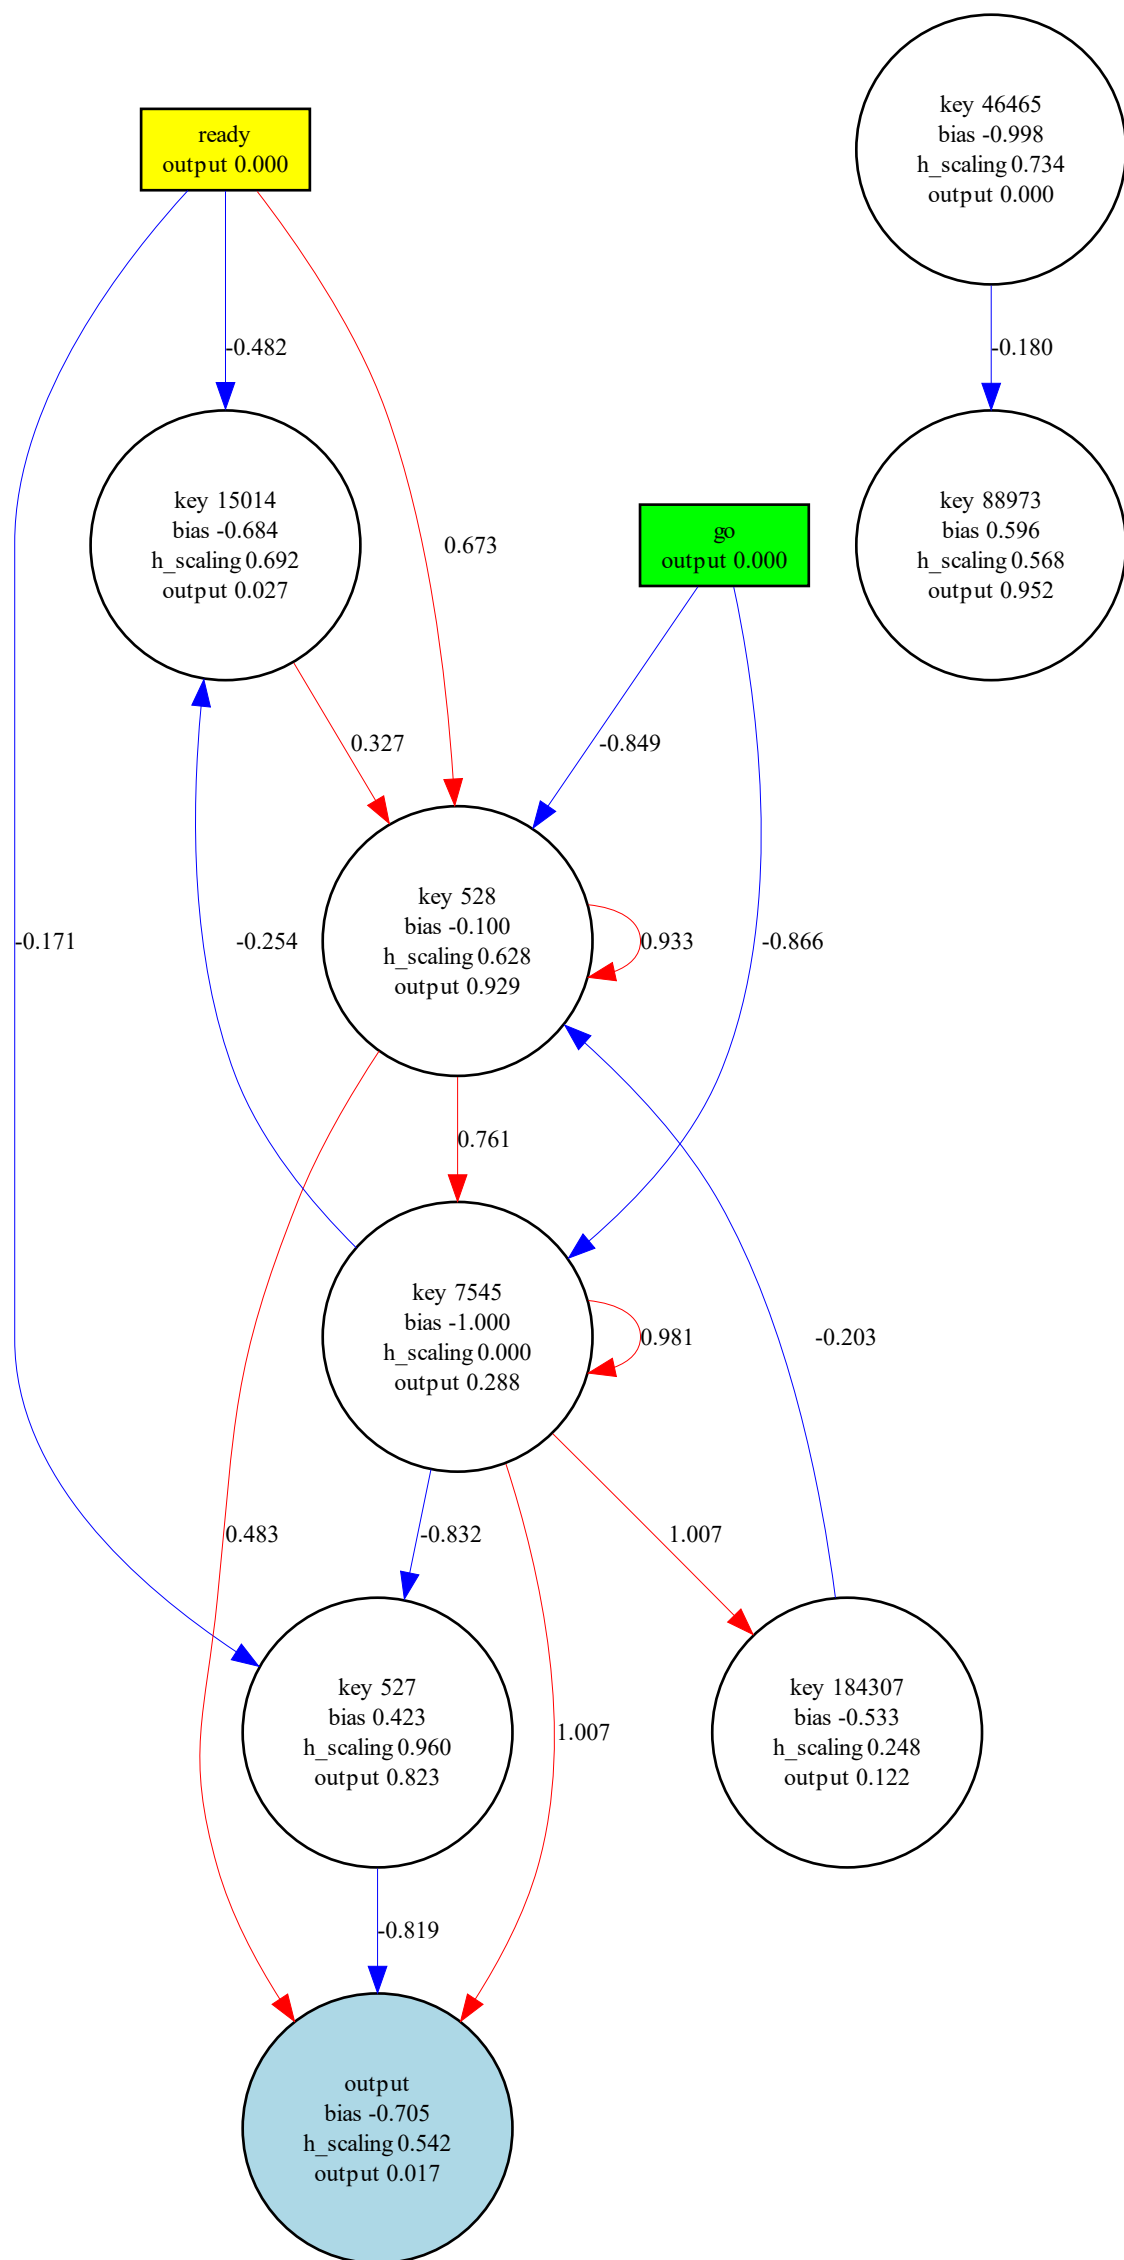 key 46465
bias -0.998
h_scaling 0.734
output 0.000
ready
output 0.000
-0.482
-0.180
key 15014
bias -0.684
h_scaling 0.692
output 0.027
0.673
go
output 0.000
key 88973
bias 0.596
h_scaling 0.568
output 0.952
0.327
-0.849
-0.171
-0.254
key 528
bias -0.100
h_scaling 0.628
output 0.929
0.933
-0.866
0.761
key 7545
bias -1.000
h_scaling 0.000
output 0.288
0.981
-0.203
0.483
-0.832
1.007
key 527
bias 0.423
h_scaling 0.960
output 0.823
1.007
key 184307
bias -0.533
h_scaling 0.248
output 0.122
-0.819
output
bias -0.705
h_scaling 0.542
output 0.017